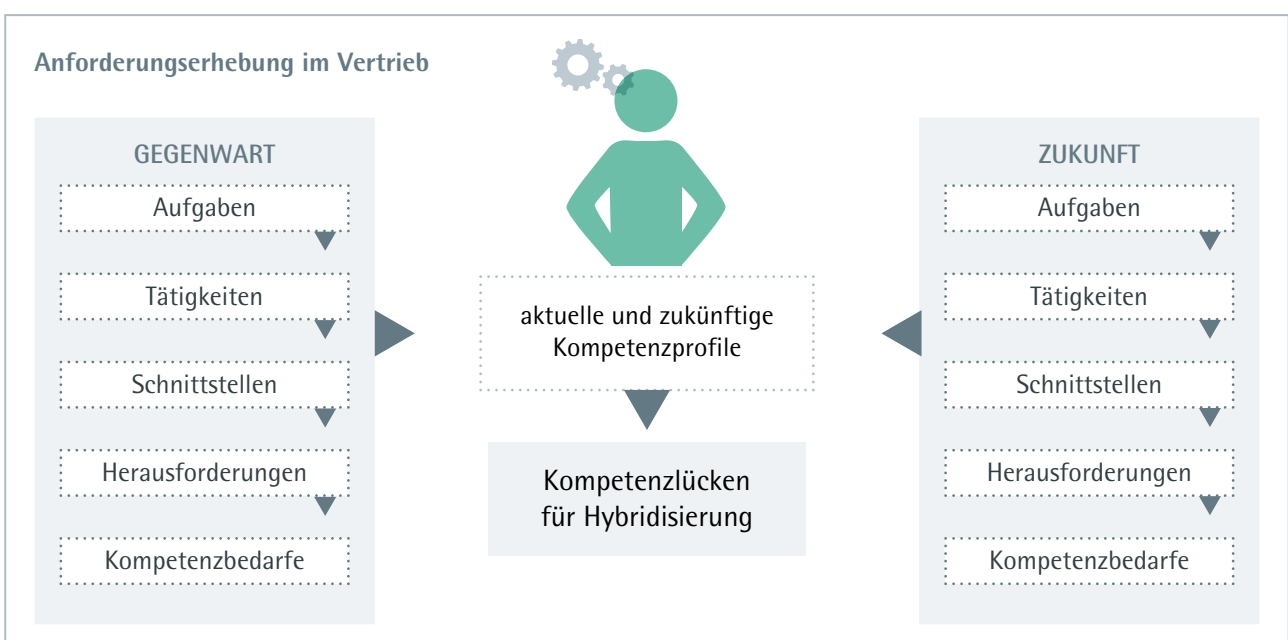 Anforderungserhebung im Vertrieb
GEGENWART
Aufgaben
Tätigkeiten
Schnittstellen
Herausforderungen
Kompetenzbedarfe
aktuelle und zukünftige
Kompetenzprofile
Kompetenzlücken
für Hybridisierung
ZUKUNFT
Aufgaben
Tätigkeiten
Schnittstellen
Herausforderungen
Kompetenzbedarfe